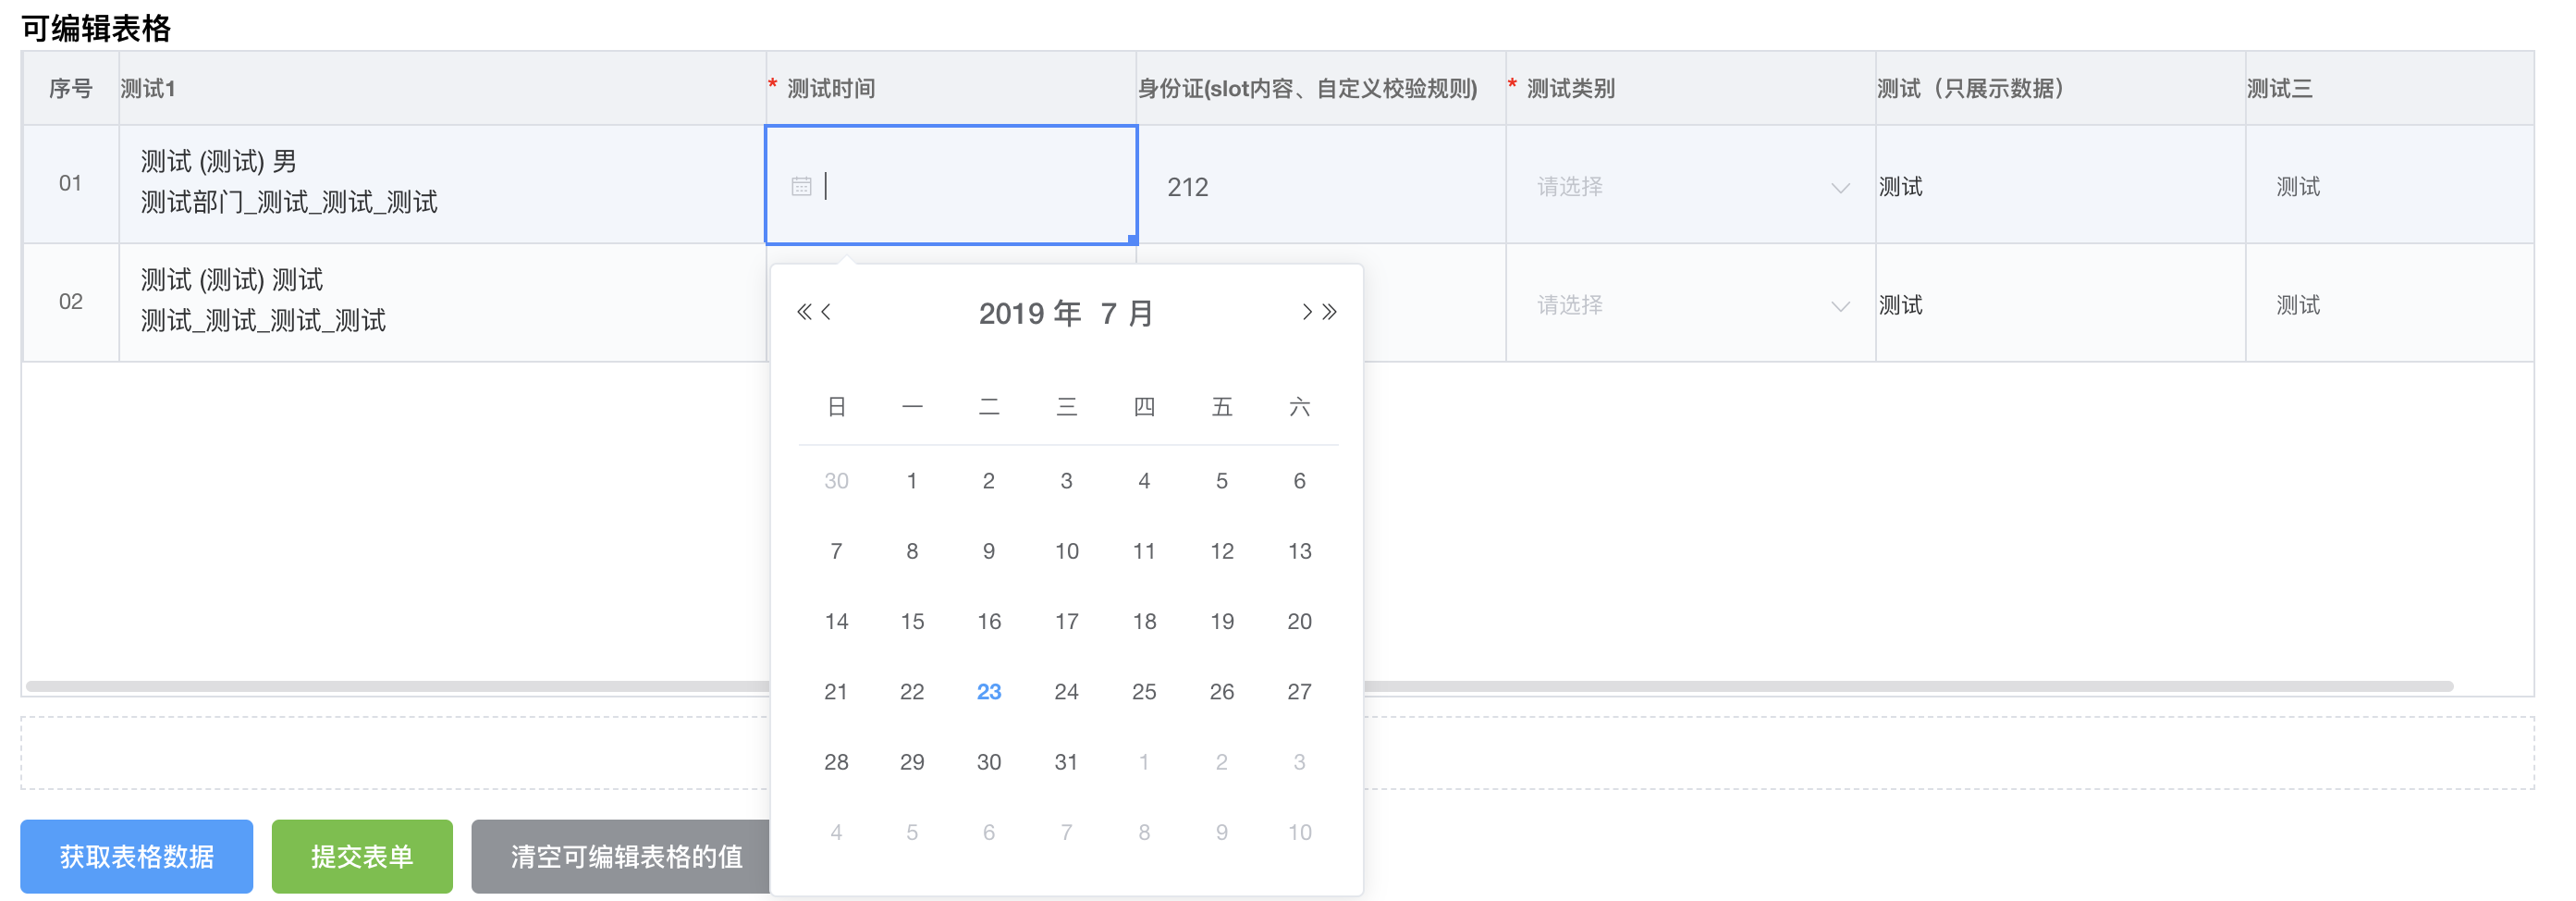 可编辑表格
序号 测试1 * 测试时间 身份证(slot内容、自定义校验规则) * 测试类别 测试（只展示数据） 测试三
01 测试 (测试) 男 212 请选择 测试 测试
测试部门_测试_测试_测试
02 测试 (测试) 测试 请选择 测试 测试
测试_测试_测试_测试
2019 年 7 月
日 一 二 三 四 五 六
30 1 2 3 4 5 6
7 8 9 10 11 12 13
14 15 16 17 18 19 20
21 22 23 24 25 26 27
28 29 30 31 1 2 3
4 5 6 7 8 9 10
获取表格数据 提交表单 清空可编辑表格的值